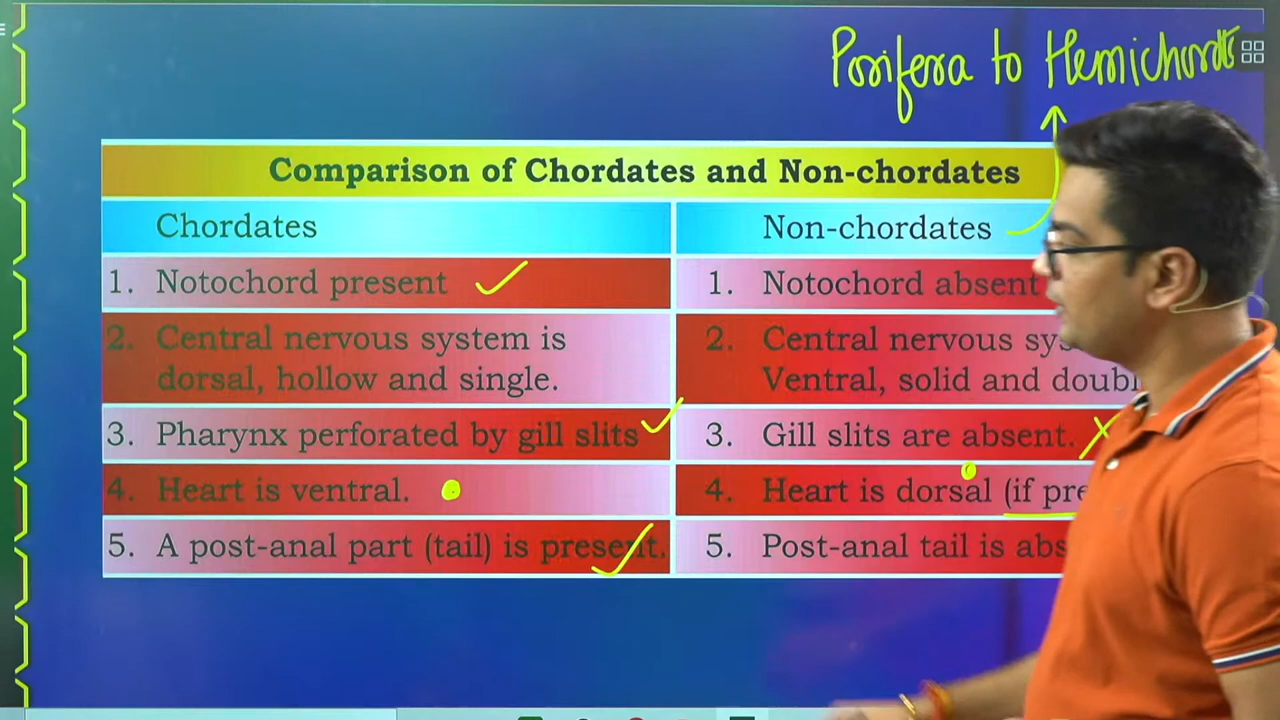 Porifera to Hemichordata
Comparison of Chordates and Non-chordates
Chordates
Non-chordates
1. Notochord present
1. Notochord absent
2. Central nervous system is
dorsal, hollow and single.
2. Central nervous sys
Ventral, solid and doubl
3. Pharynx perforated by gill slits
3. Gill slits are absent.
4. Heart is ventral.
4. Heart is dorsal (if pre
5. A post-anal part (tail) is present.
5. Post-anal tail is abs